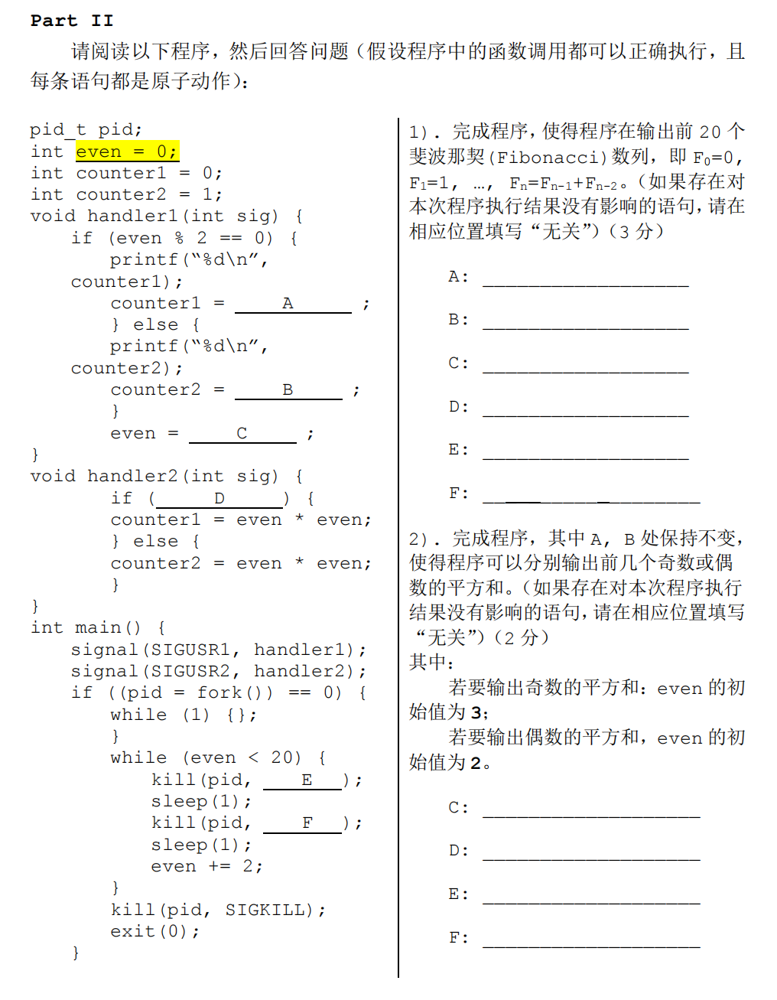 Part II
请阅读以下程序，然后回答问题（假设程序中的函数调用都可以正确执行，且
每条语句都是原子动作）：
pid_t pid;
int even = 0;
int counter1 = 0;
int counter2 = 1;
void handler1(int sig) {
if (even % 2 == 0) {
printf(“%d\n”,
counter1);
counter1 = ____A____ ;
} else {
printf(“%d\n”,
counter2);
counter2 = ____B____ ;
}
even = ____C____ ;
}
void handler2(int sig) {
if (____D____) {
counter1 = even * even;
} else {
counter2 = even * even;
}
}
int main() {
signal(SIGUSR1, handler1);
signal(SIGUSR2, handler2);
if ((pid = fork()) == 0) {
while (1) {};
}
while (even < 20) {
kill(pid, ___E___);
sleep(1);
kill(pid, ___F___);
sleep(1);
even += 2;
}
kill(pid, SIGKILL);
exit(0);
}
1). 完成程序，使得程序在输出前 20 个
斐波那契(Fibonacci)数列，即 F0=0,
F1=1, …, Fn=Fn-1+Fn-2。（如果存在对
本次程序执行结果没有影响的语句，请在
相应位置填写“无关”）（3 分）
A: __________________
B: __________________
C: __________________
D: __________________
E: __________________
F: ___________________
2). 完成程序，其中 A, B 处保持不变，
使得程序可以分别输出前几个奇数或偶
数的平方和。（如果存在对本次程序执行
结果没有影响的语句，请在相应位置填写
“无关”）（2 分）
其中：
若要输出奇数的平方和：even 的初
始值为 3；
若要输出偶数的平方和，even 的初
始值为 2。
C: ___________________
D: ___________________
E: ___________________
F: ___________________